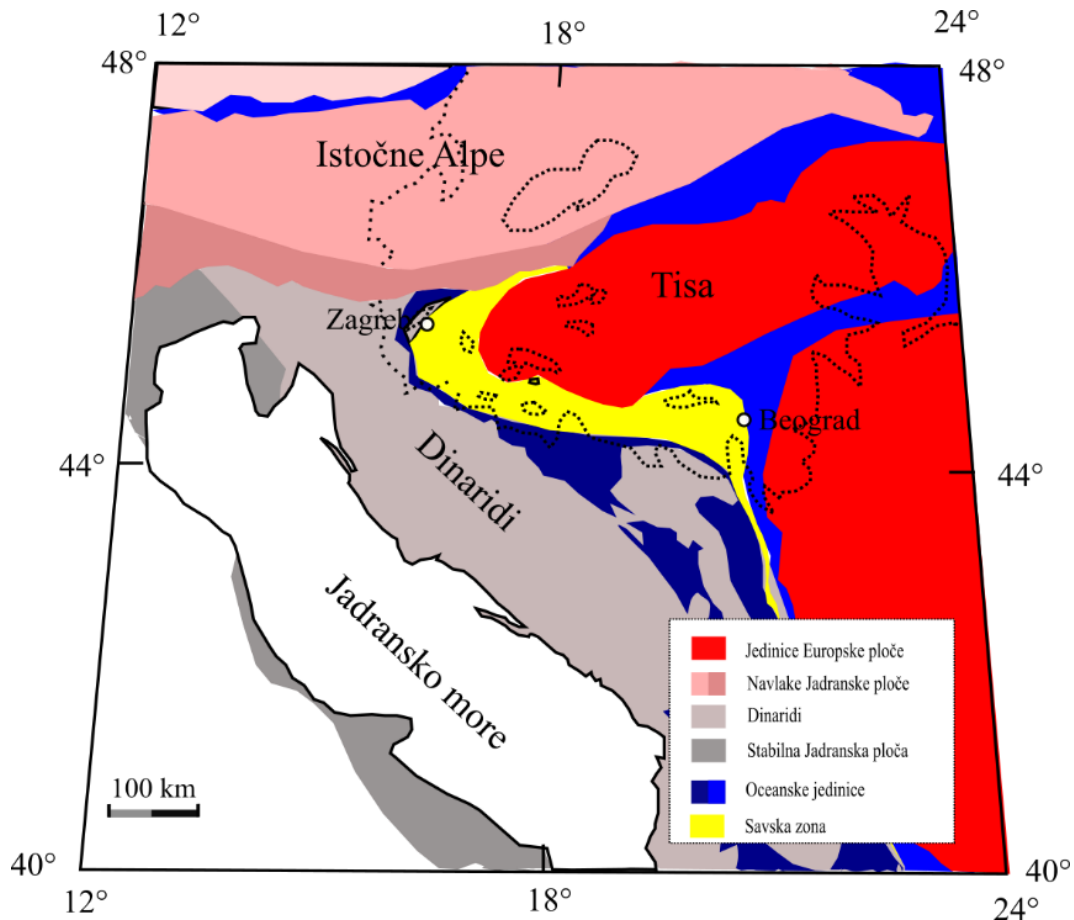 12°
18°
24°
48°
48°
Istočne Alpe
Tisa
Zagreb
Beograd
Dinaridi
44°
44°
Jadransko more
Jedinice Europske ploče
Navlake Jadranske ploče
Dinaridi
Stabilna Jadranska ploča
Oceanske jedinice
Savska zona
100 km
40°
40°
12°
18°
24°